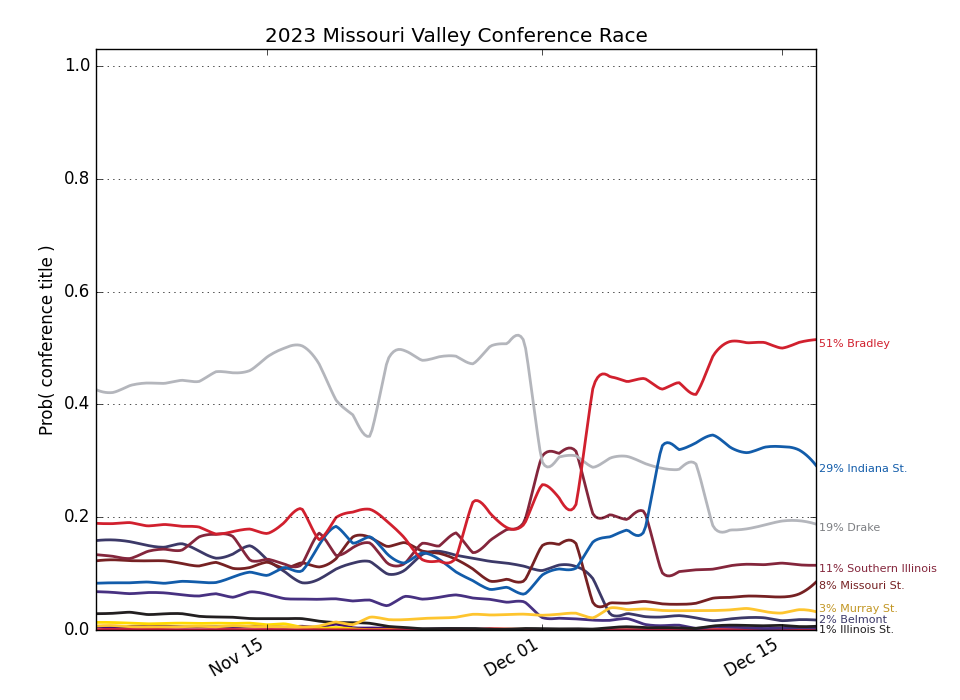 2023 Missouri Valley Conference Race
Prob( conference title )
1.0
0.8
0.6
0.4
0.2
0.0
51% Bradley
29% Indiana St.
19% Drake
11% Southern Illinois
8% Missouri St.
3% Murray St.
2% Belmont
1% Illinois St.
Nov 15
Dec 01
Dec 15